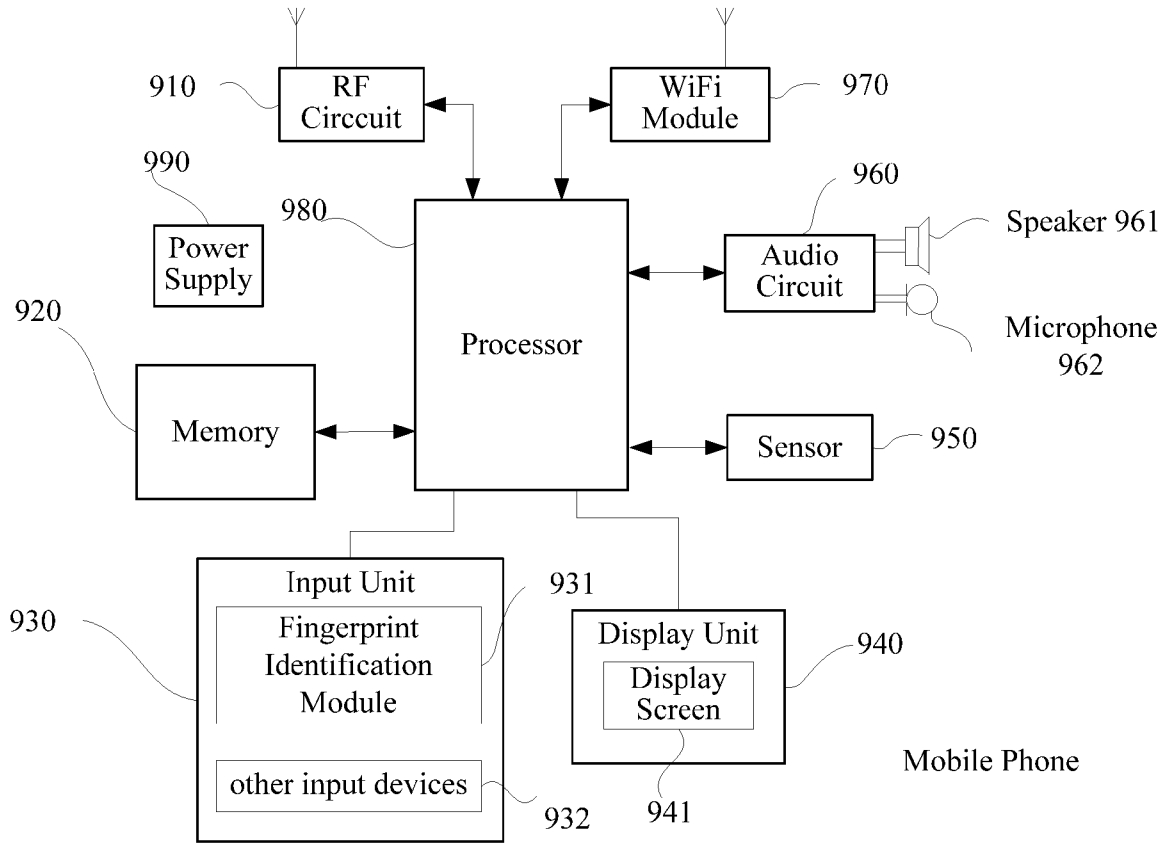 910
RF
Circcuit
WiFi
Module
970
990
980
960
Power
Supply
Audio
Circuit
Speaker 961
920
Processor
Microphone
962
Memory
Sensor
950
Input Unit
931
930
Fingerprint
Identification
Module
Display Unit
940
Display
Screen
other input devices
932
941
Mobile Phone